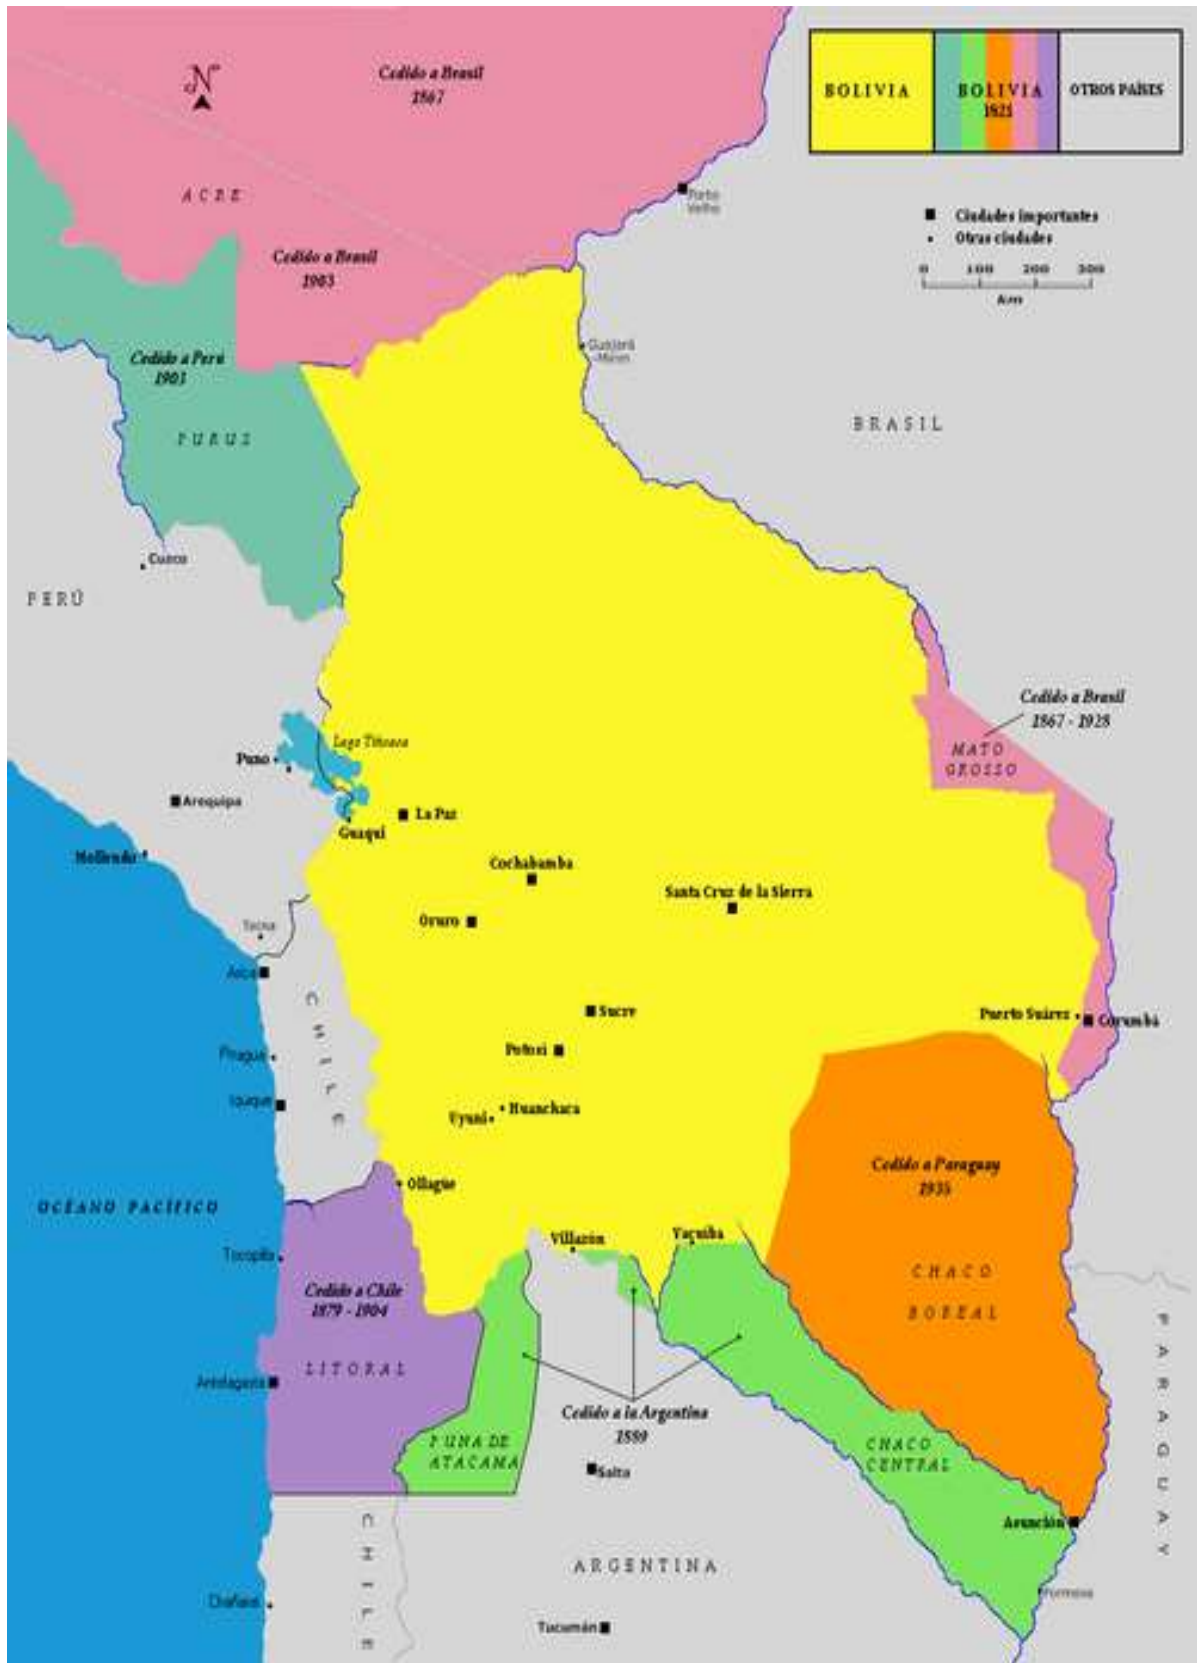 N
Cedido a Brasil
1867
BOLIVIA
BOLIVIA
1825
OTROS PAÍSES
Ciudades importantes
Otras ciudades
0 100 200 300
Km
ACRE
Porto
Velho
Cedido a Brasil
1903
Cedido a Perú
1903
PURUS
Guajará
-Mirim
BRASIL
Cuzco
PERÚ
Cedido a Brasil
1867 - 1928
MATO
GROSSO
Lago Titicaca
Puno
Arequipa
La Paz
Guaqui
Mollendo
Cochabamba
Santa Cruz de la Sierra
Oruro
Tacna
Arica
CHILE
Sucre
Puerto Suárez
Corumbá
Potosí
Pisagua
Iquique
Huanchaca
Uyuni
Cedido a Paraguay
1935
Ollagüe
OCÉANO PACÍFICO
Villazón
Yacuiba
Tocopilla
CHACO
BOREAL
Cedido a Chile
1879 - 1904
LITORAL
PARAGUAY
Antofagasta
Cedido a la Argentina
1889
PUNA DE
ATACAMA
CHACO
CENTRAL
Salta
Asunción
CHILE
ARGENTINA
Formosa
Chañaral
Tucumán